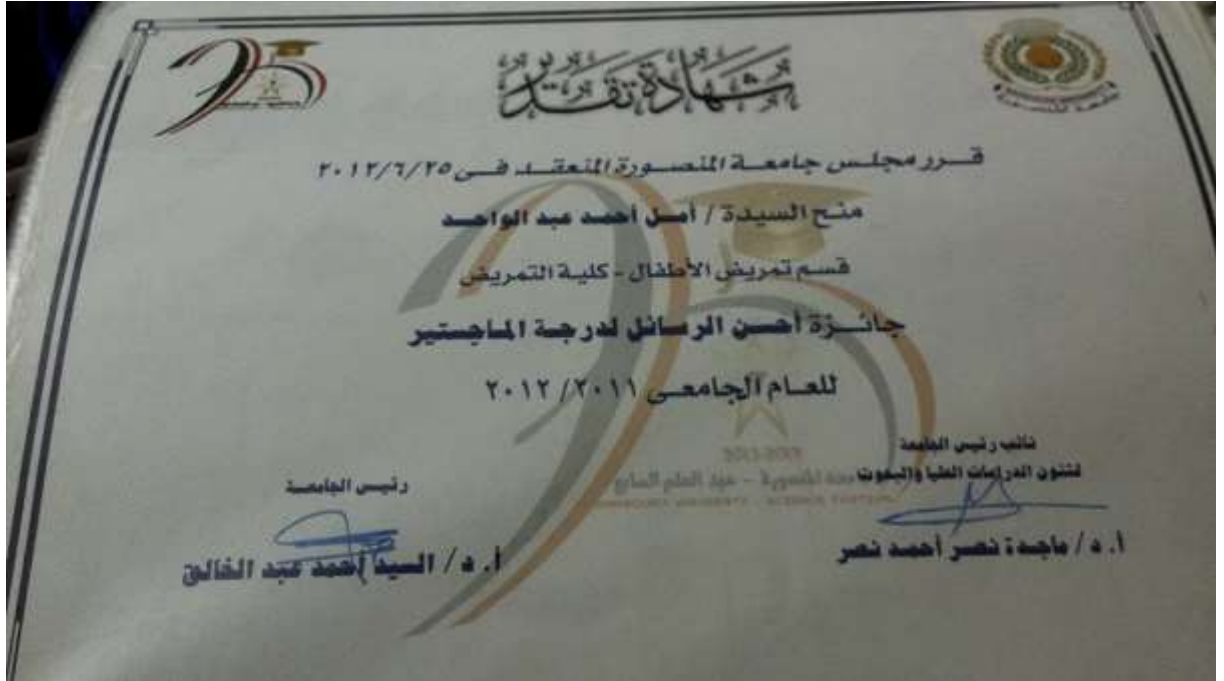 شهادة تقدير
قرر مجلس جامعة المنصورة المنعقد فى ٢٠١٢/٦/٢٥
منح السيدة / أمل أحمد عبد الواحد
قسم تمريض الأطفال - كلية التمريض
جائزة أحسن الرسائل لدرجة الماجستير
للعام الجامعى ٢٠١١ / ٢٠١٢
نائب رئيس الجامعة
لشئون الدراسات العليا والبحوث
أ. د / ماجدة نصر أحمد نصر
رئيس الجامعة
أ. د / السيد أحمد عبد الخالق